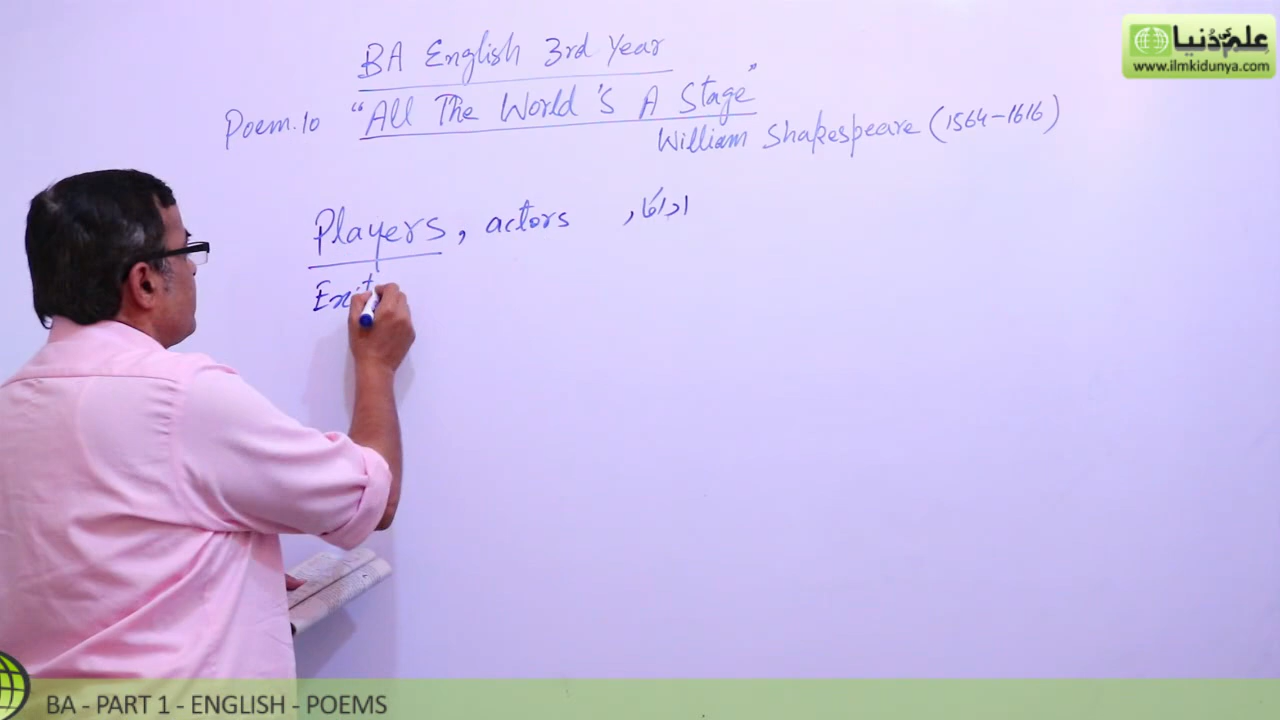 علم کی دنیا
www.ilmkidunya.com
BA English 3rd Year
Poem.10 "All The World's A Stage"
William Shakespeare (1564-1616)
Players, actors اداکار
Exit
BA - PART 1 - ENGLISH - POEMS